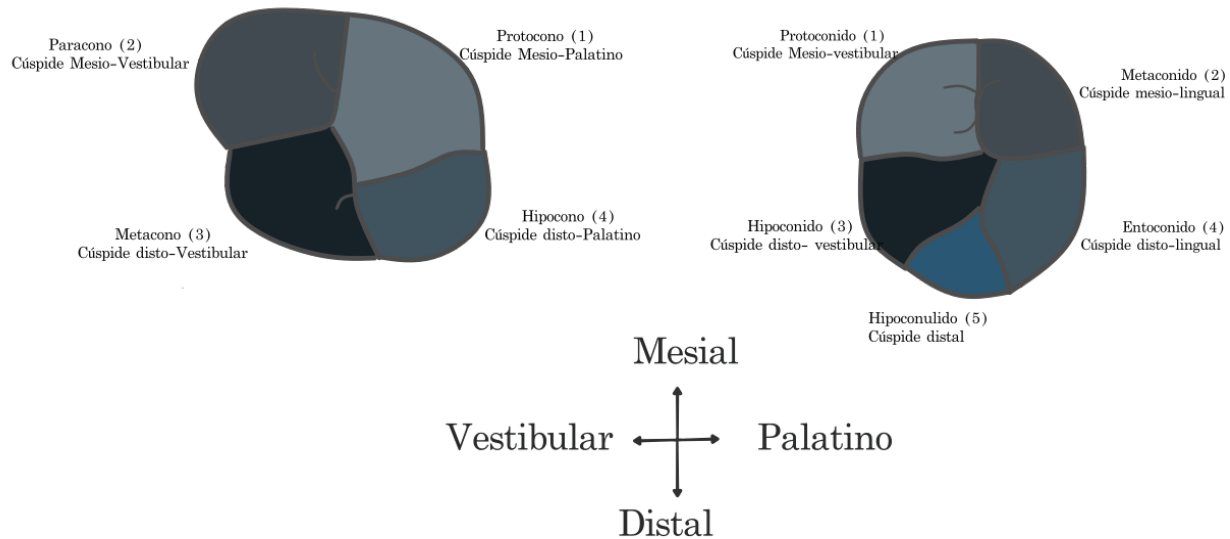 Paracono (2)
Cúspide Mesio-Vestibular
Protocono (1)
Cúspide Mesio-Palatino
Metacono (3)
Cúspide disto-Vestibular
Hipocono (4)
Cúspide disto-Palatino
Protoconido (1)
Cúspide Mesio-vestibular
Metaconido (2)
Cúspide mesio-lingual
Hipoconido (3)
Cúspide disto- vestibular
Entoconido (4)
Cúspide disto-lingual
Hipoconulido (5)
Cúspide distal
Mesial
Vestibular
Palatino
Distal